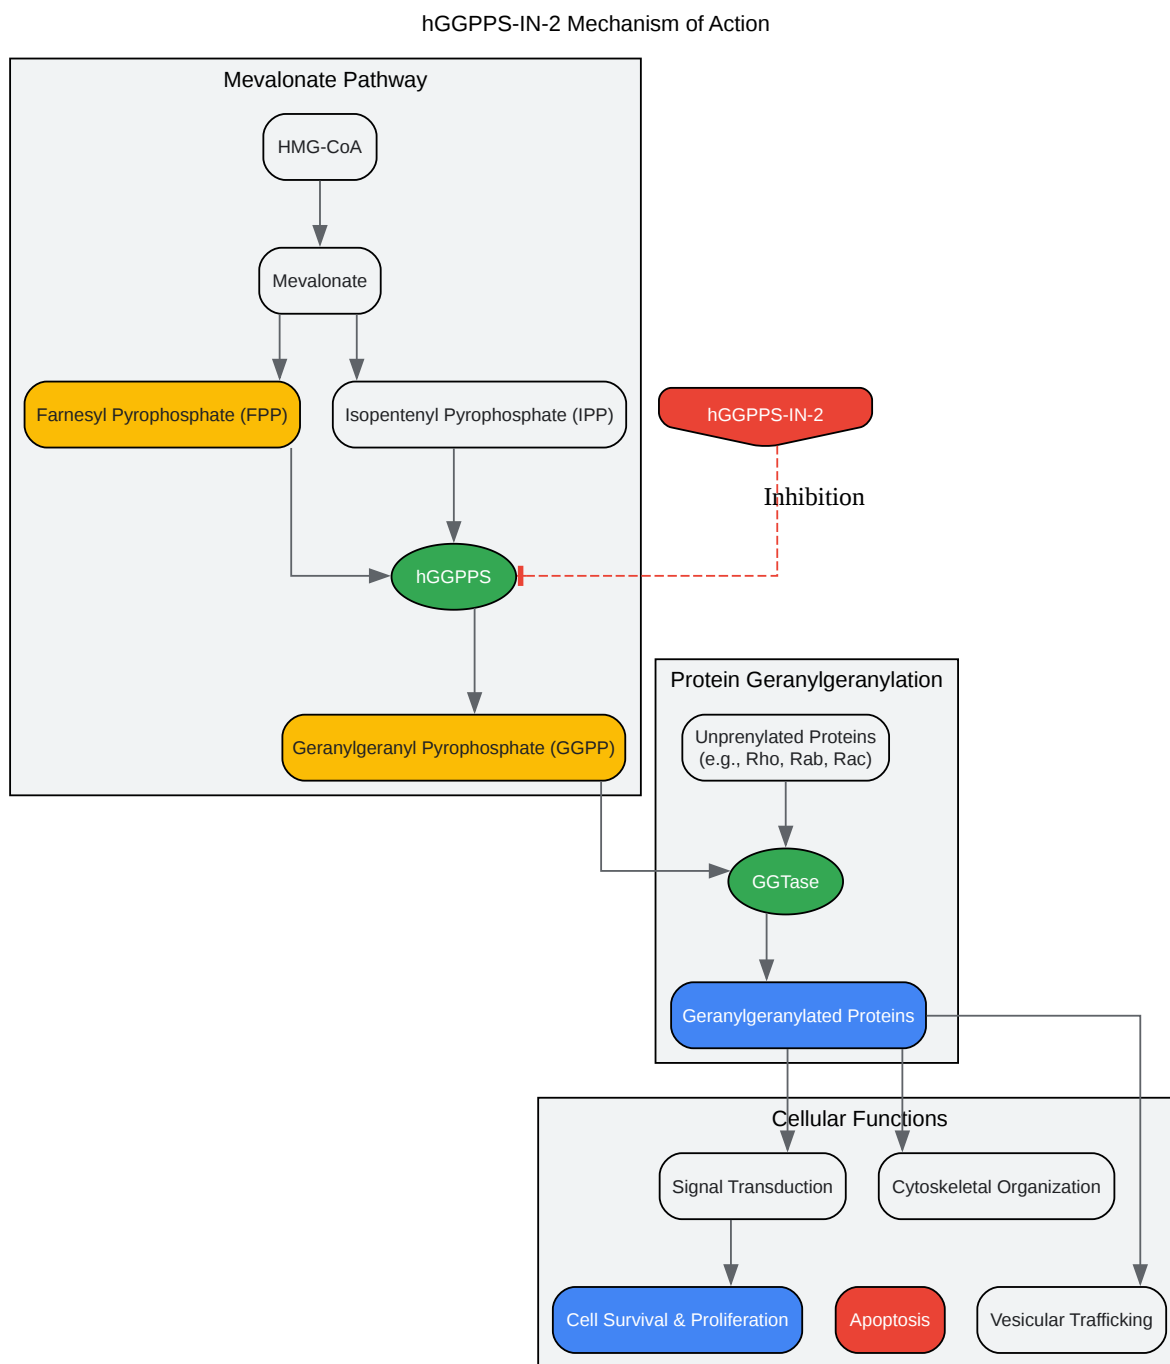 hGGPPS-IN-2 Mechanism of Action
Mevalonate Pathway
HMG-CoA
Mevalonate
Farnesyl Pyrophosphate (FPP)
Isopentenyl Pyrophosphate (IPP)
hGGPPS-IN-2
Inhibition
hGGPPS
Protein Geranylgeranylation
Geranylgeranyl Pyrophosphate (GGPP)
Unprenylated Proteins
(e.g., Rho, Rab, Rac)
GGTase
Geranylgeranylated Proteins
Cellular Functions
Signal Transduction
Cytoskeletal Organization
Cell Survival & Proliferation
Apoptosis
Vesicular Trafficking